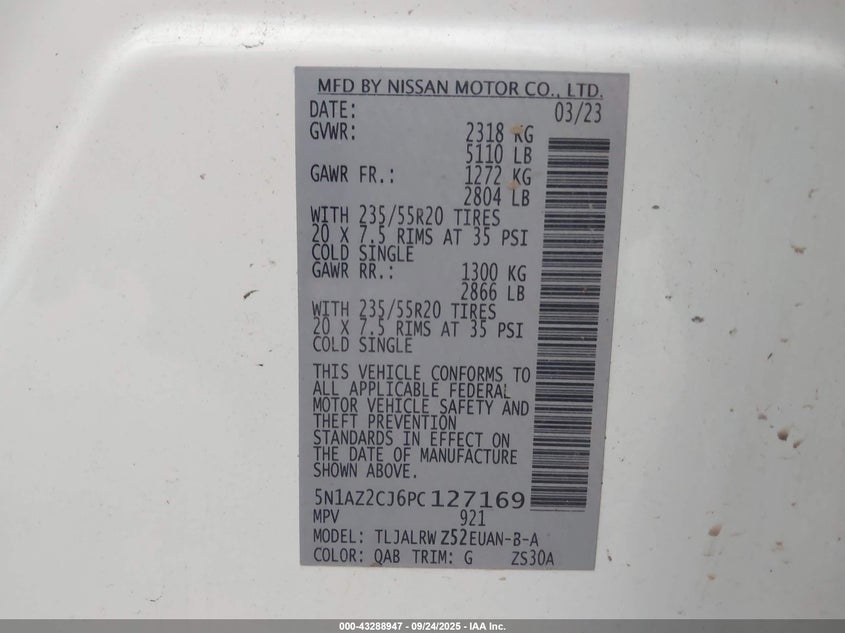 MFD BY NISSAN MOTOR CO., LTD.
DATE: 03/23
GVWR: 2318 KG
5110 LB
GAWR FR.: 1272 KG
2804 LB
WITH 235/55R20 TIRES
20 X 7.5 RIMS AT 35 PSI
COLD SINGLE
GAWR RR.: 1300 KG
2866 LB
WITH 235/55R20 TIRES
20 X 7.5 RIMS AT 35 PSI
COLD SINGLE
THIS VEHICLE CONFORMS TO
ALL APPLICABLE FEDERAL
MOTOR VEHICLE SAFETY AND
THEFT PREVENTION
STANDARDS IN EFFECT ON
THE DATE OF MANUFACTURE
SHOWN ABOVE.
5N1AZ2CJ6PC127169
MPV 921
MODEL: TLJALRW Z52EUAN-B-A
COLOR: QAB TRIM: G ZS30A
000-43288947 - 09/24/2025 - IAA Inc.